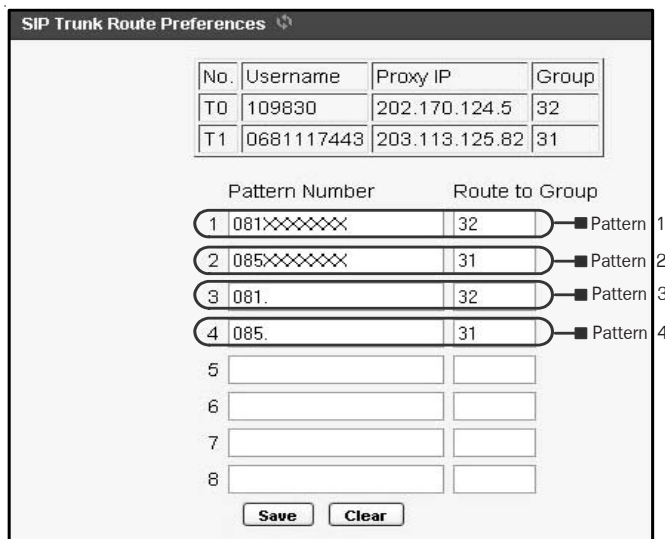 SIP Trunk Route Preferences
No. Username Proxy IP Group
T0 109830 202.170.124.5 32
T1 0681117443 203.113.125.82 31
Pattern Number Route to Group
1 081XXXXXXX 32 Pattern 1
2 085XXXXXXX 31 Pattern 2
3 081. 32 Pattern 3
4 085. 31 Pattern 4
5
6
7
8
Save Clear